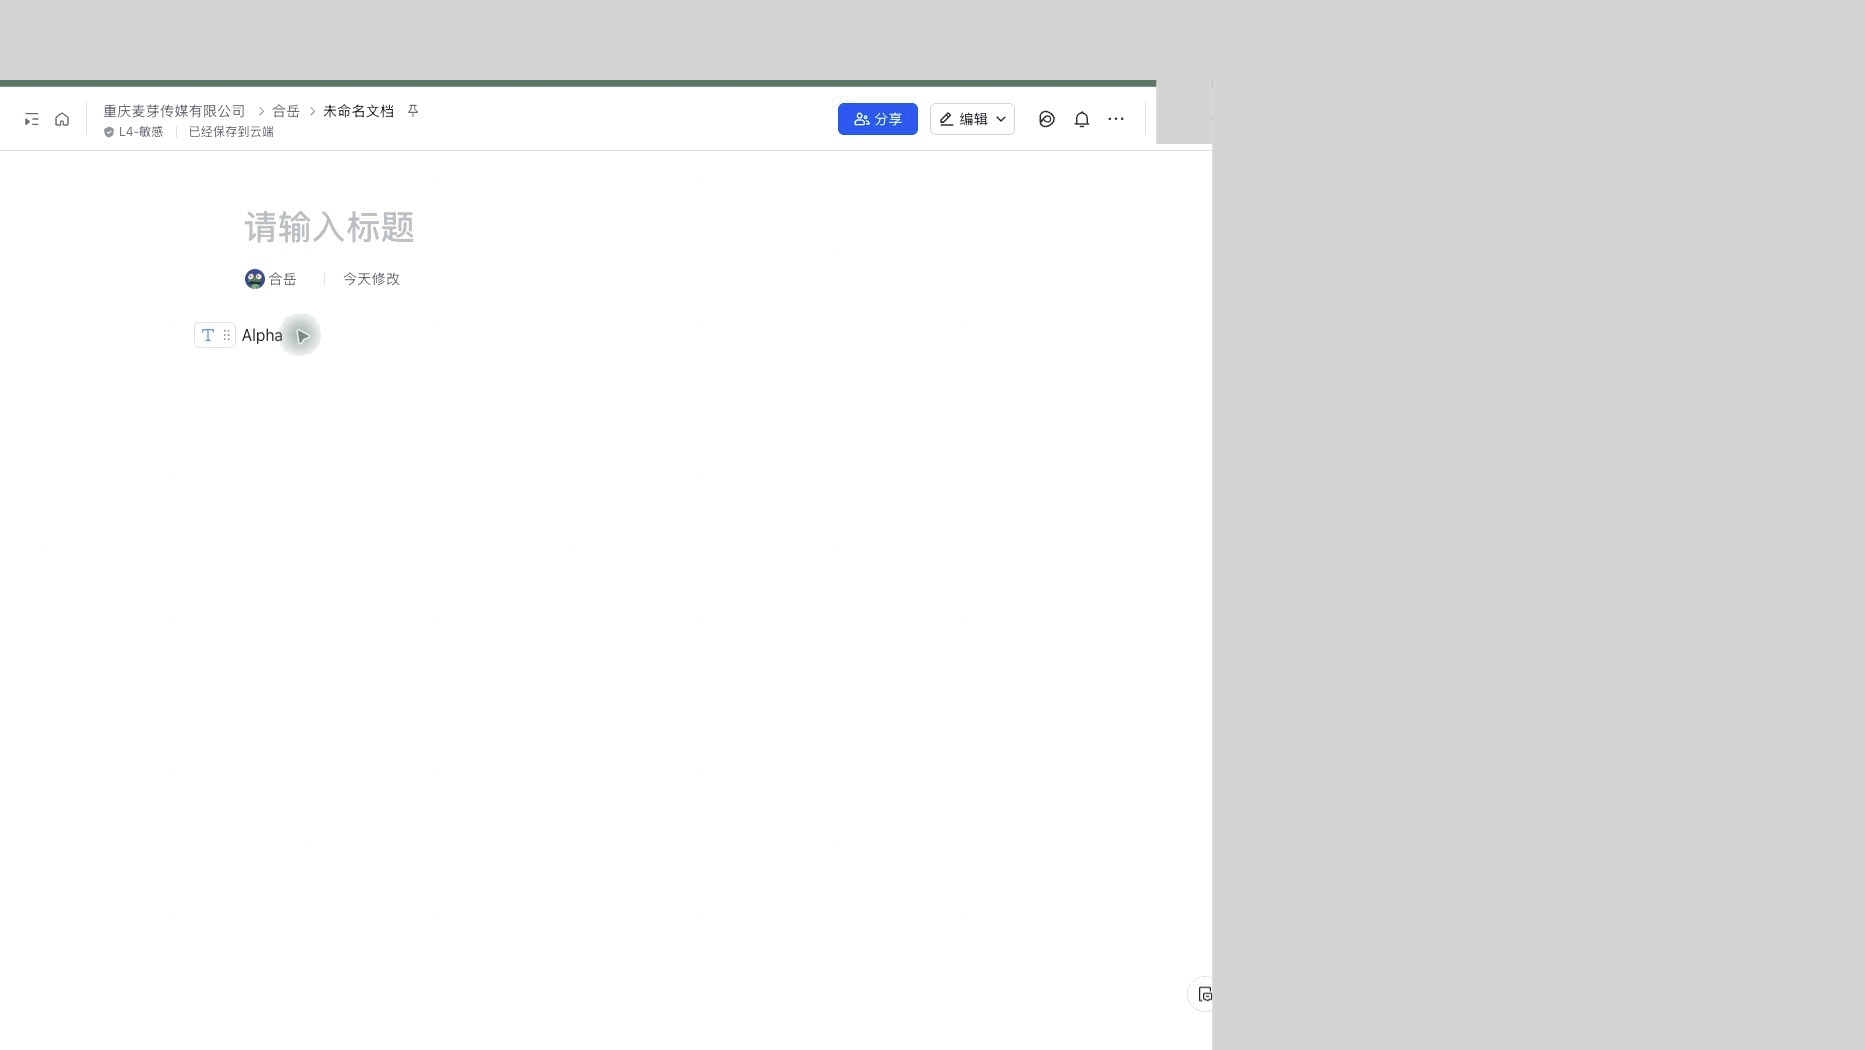 重庆麦芽传媒有限公司 > 合岳 > 未命名文档
L4-敏感 | 已经保存到云端
分享
编辑
请输入标题
合岳 | 今天修改
T Alpha